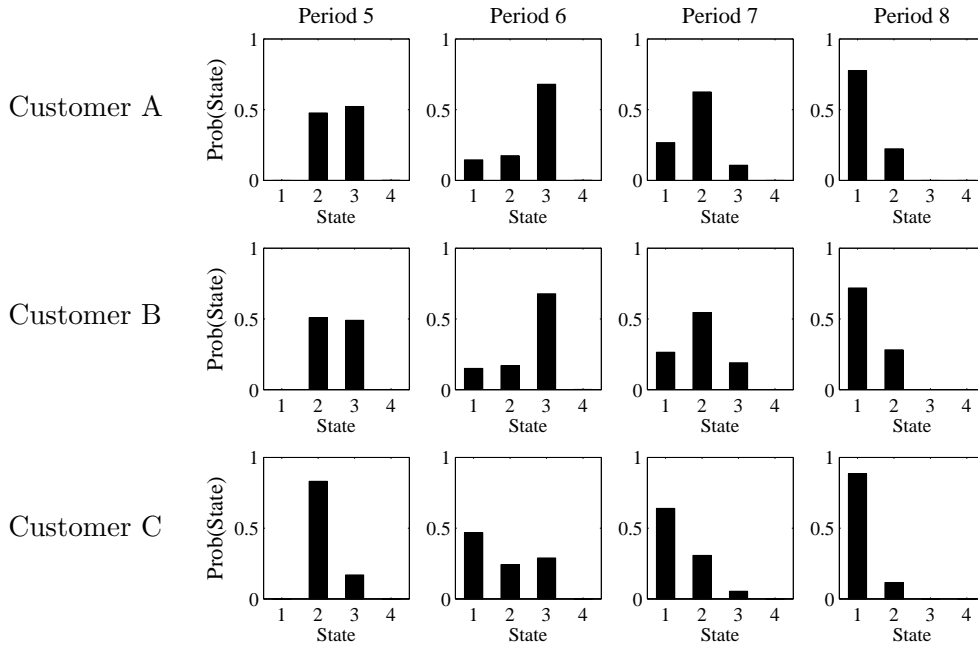 Period 5 Period 6 Period 7 Period 8
Customer A
Prob(State)
1 1 1 1
0.5 0.5 0.5 0.5
0 0 0 0
1 2 3 4 1 2 3 4 1 2 3 4 1 2 3 4
State State State State
Customer B
Prob(State)
1 1 1 1
0.5 0.5 0.5 0.5
0 0 0 0
1 2 3 4 1 2 3 4 1 2 3 4 1 2 3 4
State State State State
Customer C
Prob(State)
1 1 1 1
0.5 0.5 0.5 0.5
0 0 0 0
1 2 3 4 1 2 3 4 1 2 3 4 1 2 3 4
State State State State